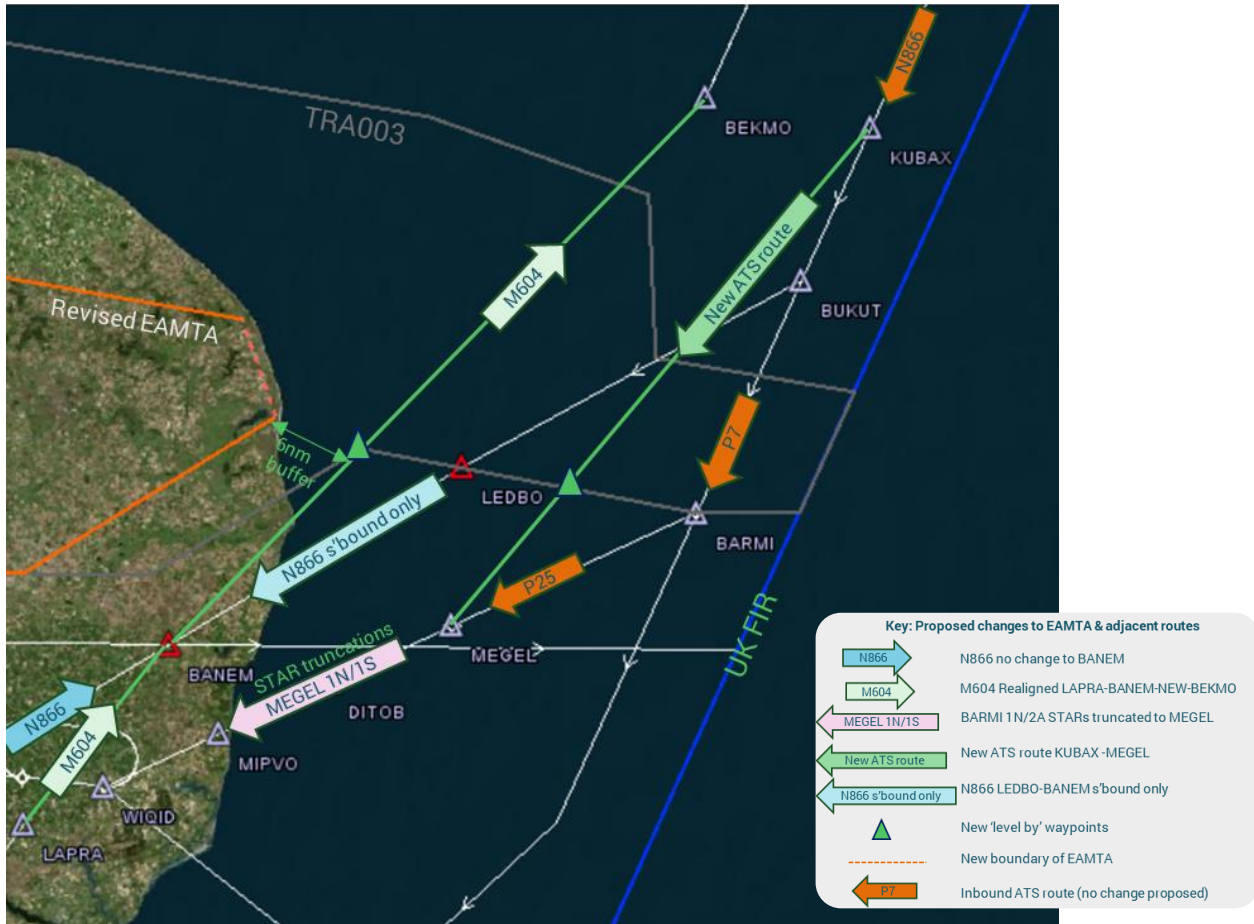 N866
TRA003
BEKMO
KUBAX
New ATS route
M604
BUKUT
Revised EAMTA
P7
6nm
buffer
LEDBO
N866 s'bound only
BARMI
P25
UK FIR
STAR truncations
MEGEL
BANEM
MEGEL 1N/1S
DITOB
N866
M604
MIPVO
WIQID
LAPRA
Key: Proposed changes to EAMTA & adjacent routes
N866 N866 no change to BANEM
M604 M604 Realigned LAPRA-BANEM-NEW-BEKMO
MEGEL 1N/1S BARMI 1N/2A STARs truncated to MEGEL
New ATS route New ATS route KUBAX -MEGEL
N866 s'bound only N866 LEDBO-BANEM s'bound only
New 'level by' waypoints
New boundary of EAMTA
P7 Inbound ATS route (no change proposed)